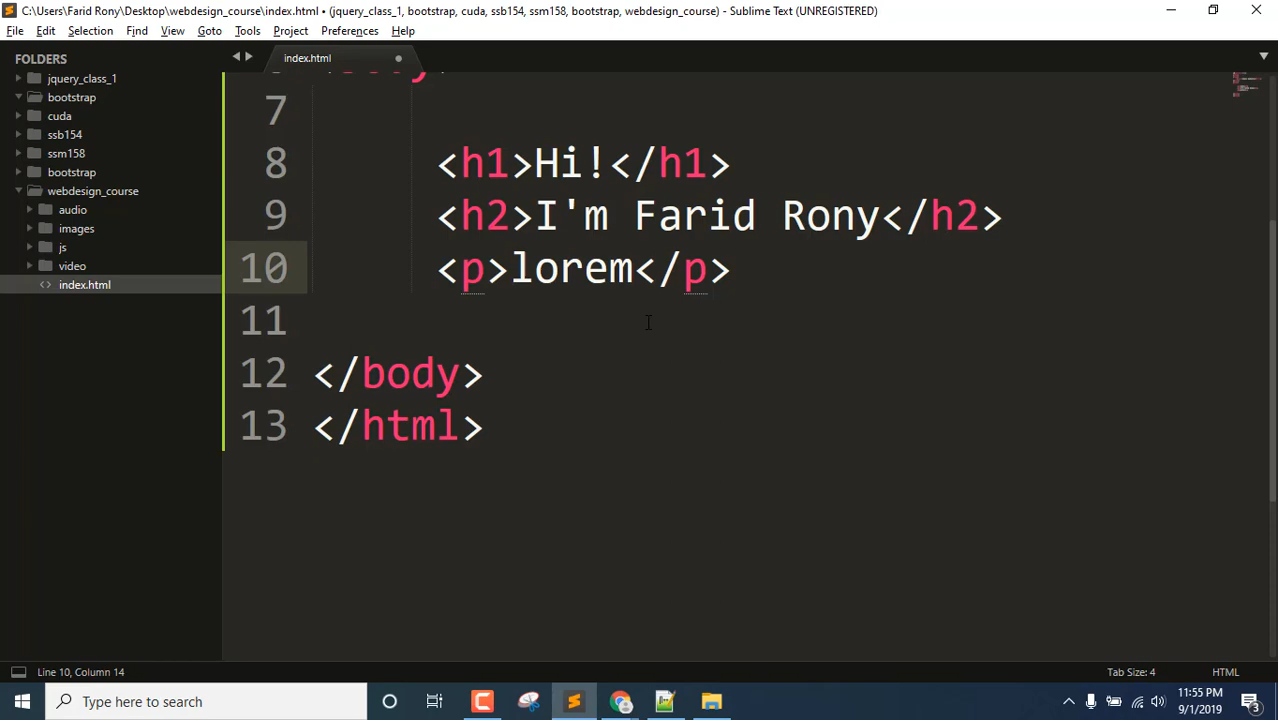 C:\Users\Farid Rony\Desktop\webdesign_course\index.html • (jquery_class_1, bootstrap, cuda, ssb154, ssm158, bootstrap, webdesign_course) - Sublime Text (UNREGISTERED)
File Edit Selection Find View Goto Tools Project Preferences Help
FOLDERS
jquery_class_1
bootstrap
cuda
ssb154
ssm158
bootstrap
webdesign_course
audio
images
js
video
<> index.html
index.html
7
8 <h1>Hi!</h1>
9 <h2>I'm Farid Rony</h2>
10 <p>lorem</p>
11
12 </body>
13 </html>
Line 10, Column 14
Tab Size: 4 HTML
Type here to search
11:55 PM
9/1/2019
3